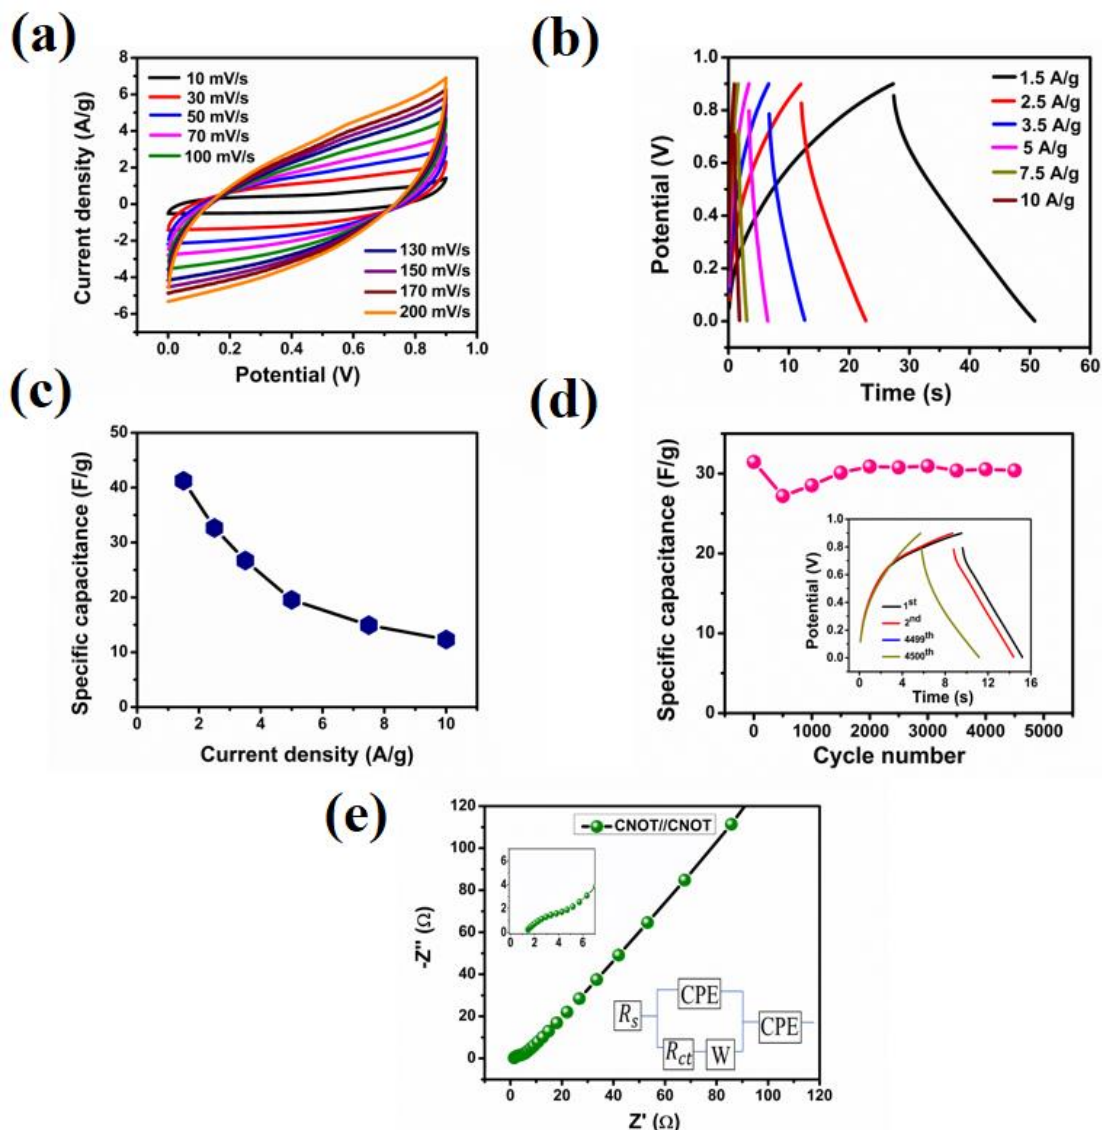 (a)
8
6
4
2
0
-2
-4
-6
Current density (A/g)
10 mV/s
30 mV/s
50 mV/s
70 mV/s
100 mV/s
130 mV/s
150 mV/s
170 mV/s
200 mV/s
0.0 0.2 0.4 0.6 0.8 1.0
Potential (V)
(b)
1.0
0.8
0.6
0.4
0.2
0.0
Potential (V)
1.5 A/g
2.5 A/g
3.5 A/g
5 A/g
7.5 A/g
10 A/g
0 10 20 30 40 50 60
Time (s)
(c)
50
40
30
20
10
0
Specific capacitance (F/g)
0 2 4 6 8 10
Current density (A/g)
(d)
30
20
10
0
Specific capacitance (F/g)
0.9
0.6
0.4
0.2
0.0
Potential (V)
1st
2nd
4499th
4500th
0 4 8 12 16
Time (s)
0 1000 2000 3000 4000 5000
Cycle number
(e)
120
100
80
60
40
20
0
-Z'' (Ω)
CNOT//CNOT
6
4
2
0
0 2 4 6
CPE
Rs
CPE
Rct W
0 20 40 60 80 100 120
Z' (Ω)